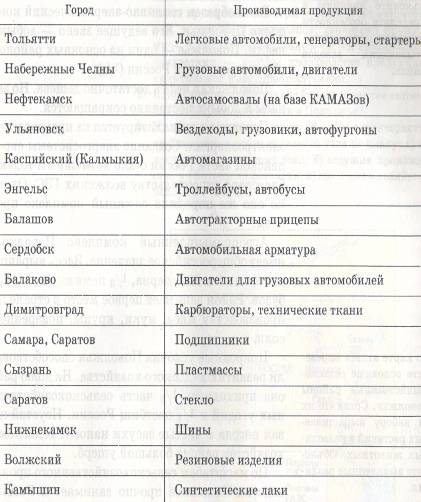 Город Производимая продукция
Тольятти Легковые автомобили, генераторы, стартеры
Набережные Челны Грузовые автомобили, двигатели
Нефтекамск Автосамосвалы (на базе КАМАЗов)
Ульяновск Вездеходы, грузовики, автофургоны
Каспийский (Калмыкия) Автомагазины
Энгельс Троллейбусы, автобусы
Балашов Автотракторные прицепы
Сердобск Автомобильная арматура
Балаково Двигатели для грузовых автомобилей
Димитровград Карбюраторы, технические ткани
Самара, Саратов Подшипники
Сызрань Пластмассы
Саратов Стекло
Нижнекамск Шины
Волжский Резиновые изделия
Камышин Синтетические лаки